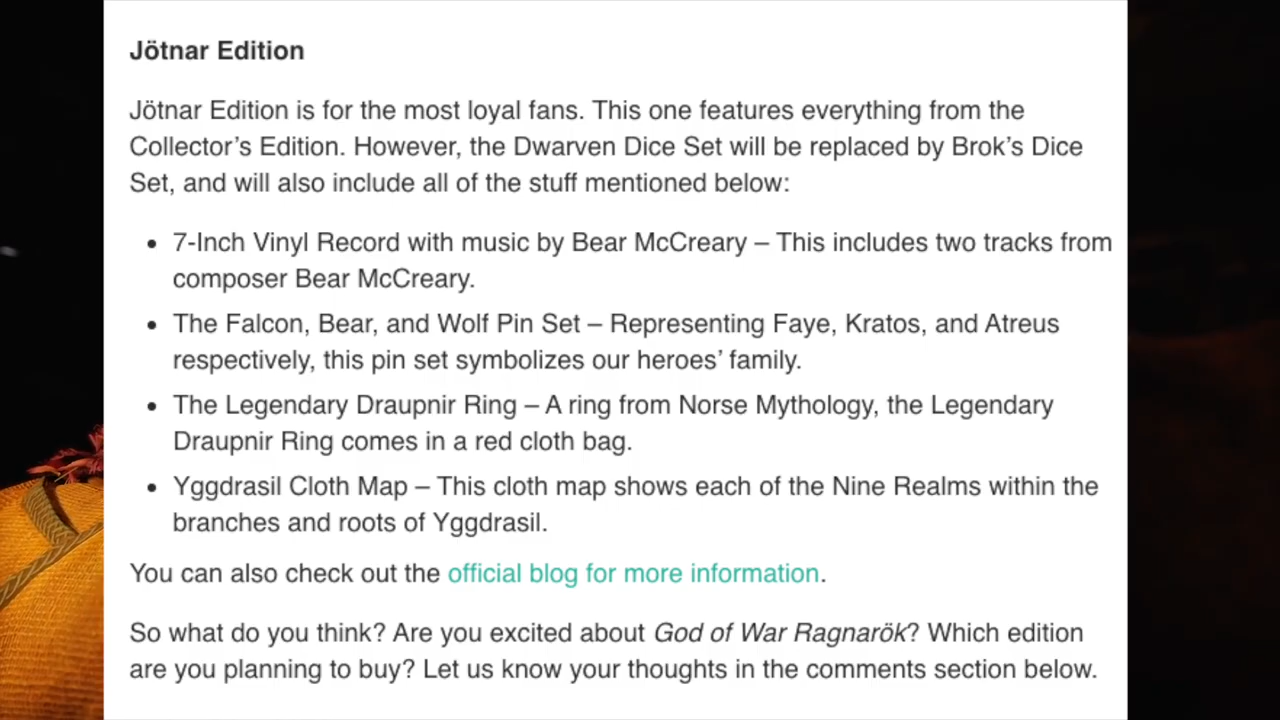 Jötnar Edition
Jötnar Edition is for the most loyal fans. This one features everything from the
Collector’s Edition. However, the Dwarven Dice Set will be replaced by Brok’s Dice
Set, and will also include all of the stuff mentioned below:
• 7-Inch Vinyl Record with music by Bear McCreary – This includes two tracks from
composer Bear McCreary.
• The Falcon, Bear, and Wolf Pin Set – Representing Faye, Kratos, and Atreus
respectively, this pin set symbolizes our heroes’ family.
• The Legendary Draupnir Ring – A ring from Norse Mythology, the Legendary
Draupnir Ring comes in a red cloth bag.
• Yggdrasil Cloth Map – This cloth map shows each of the Nine Realms within the
branches and roots of Yggdrasil.
You can also check out the official blog for more information.
So what do you think? Are you excited about God of War Ragnarök? Which edition
are you planning to buy? Let us know your thoughts in the comments section below.